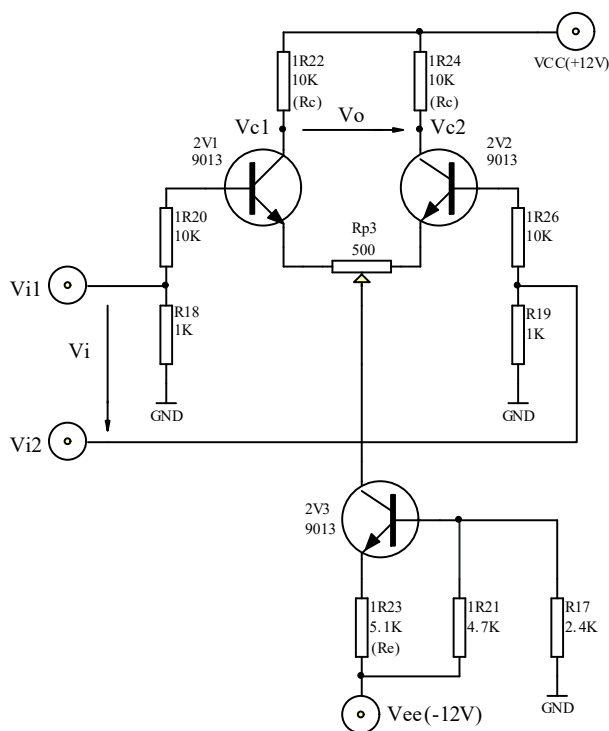 1R22
10K
(Rc)
1R24
10K
(Rc)
VCC(+12V)
Vc1
Vo
Vc2
2V1
9013
2V2
9013
1R20
10K
Rp3
500
1R26
10K
Vi1
R18
1K
R19
1K
Vi
GND
GND
Vi2
2V3
9013
1R23
5.1K
(Re)
1R21
4.7K
R17
2.4K
GND
Vee(-12V)